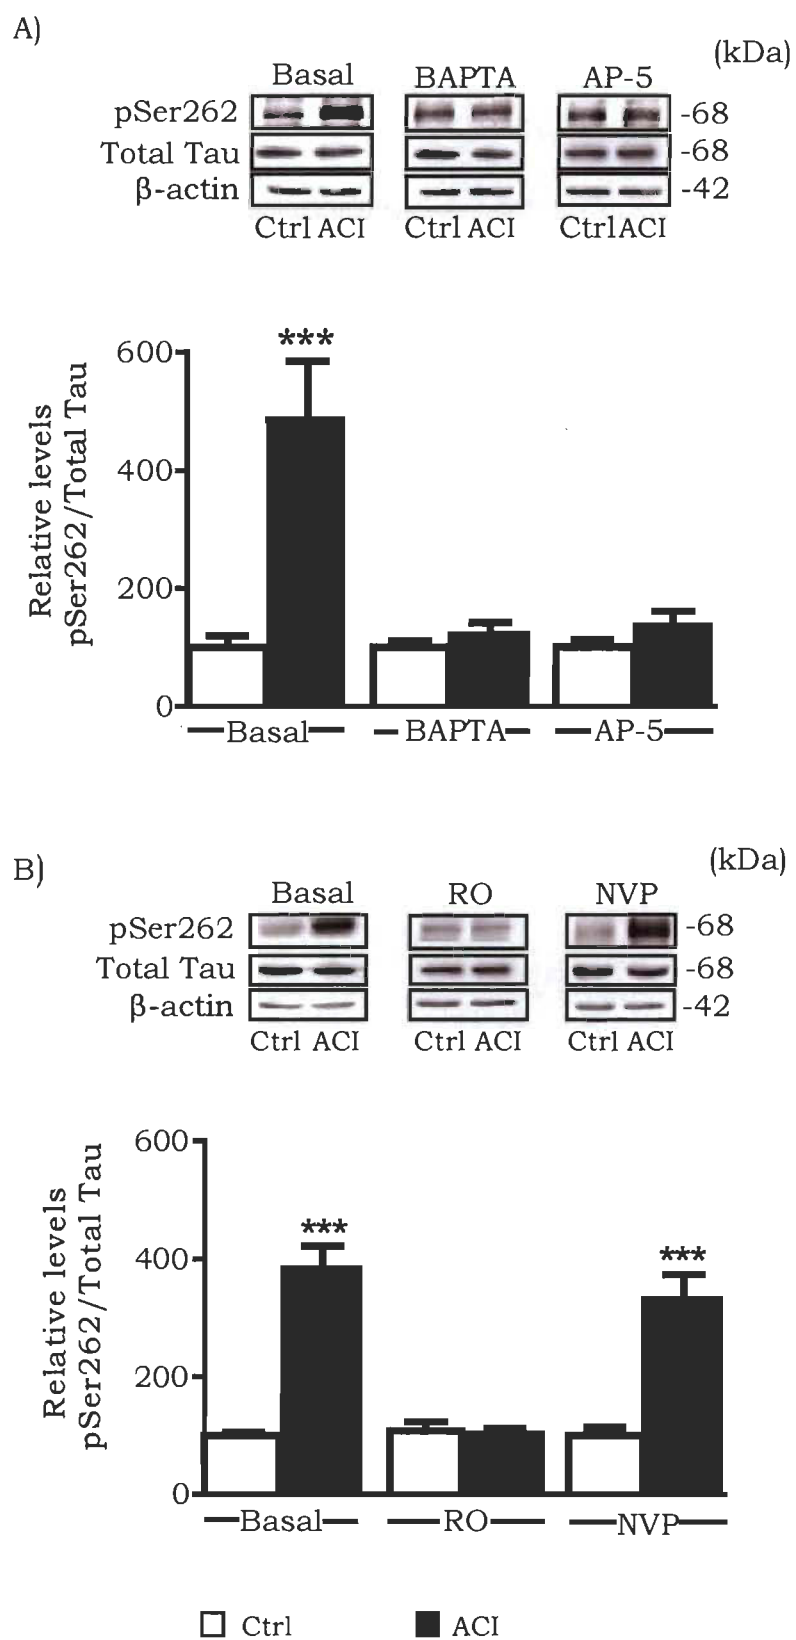 A)
(kDa)
Basal BAPTA AP-5
pSer262 -68
Total Tau -68
β-actin -42
Ctrl ACI Ctrl ACI Ctrl ACI
***
600
400
200
0
Relative levels
pSer262/Total Tau
Basal BAPTA AP-5
B)
(kDa)
Basal RO NVP
pSer262 -68
Total Tau -68
β-actin -42
Ctrl ACI Ctrl ACI Ctrl ACI
*** ***
600
400
200
0
Relative levels
pSer262/Total Tau
Basal RO NVP
Ctrl ACI